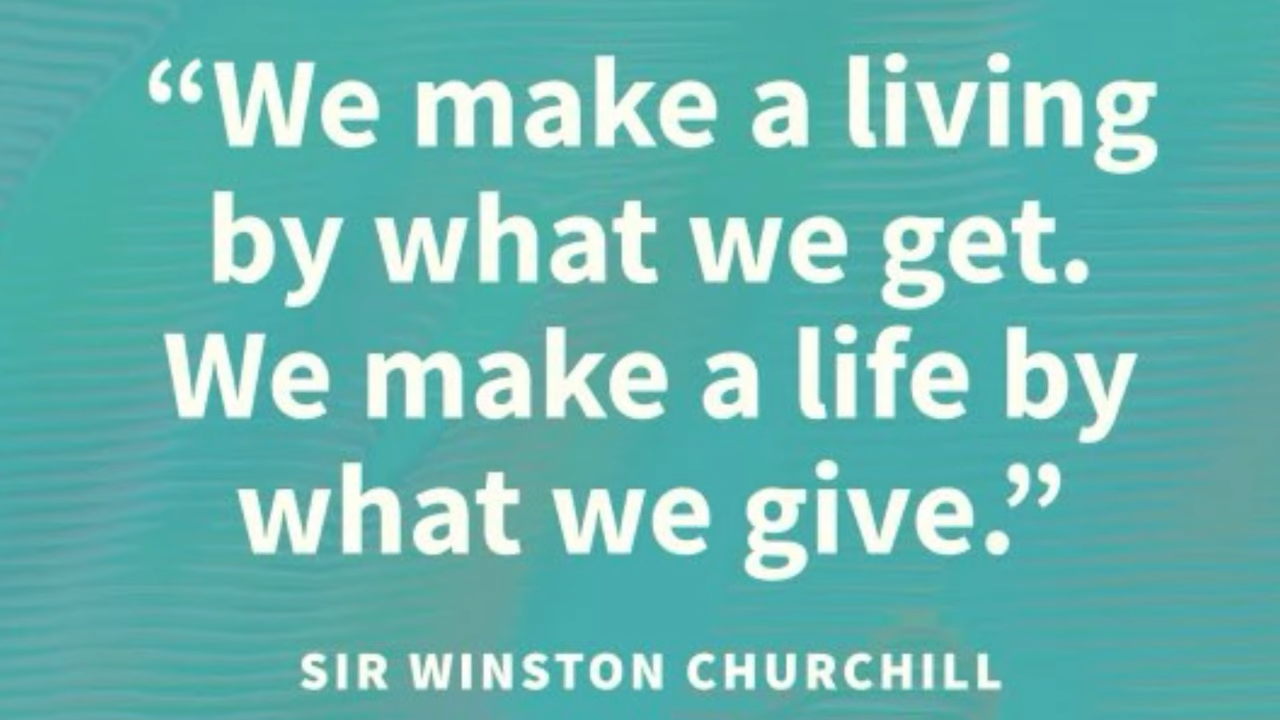 “We make a living
by what we get.
We make a life by
what we give.”
SIR WINSTON CHURCHILL